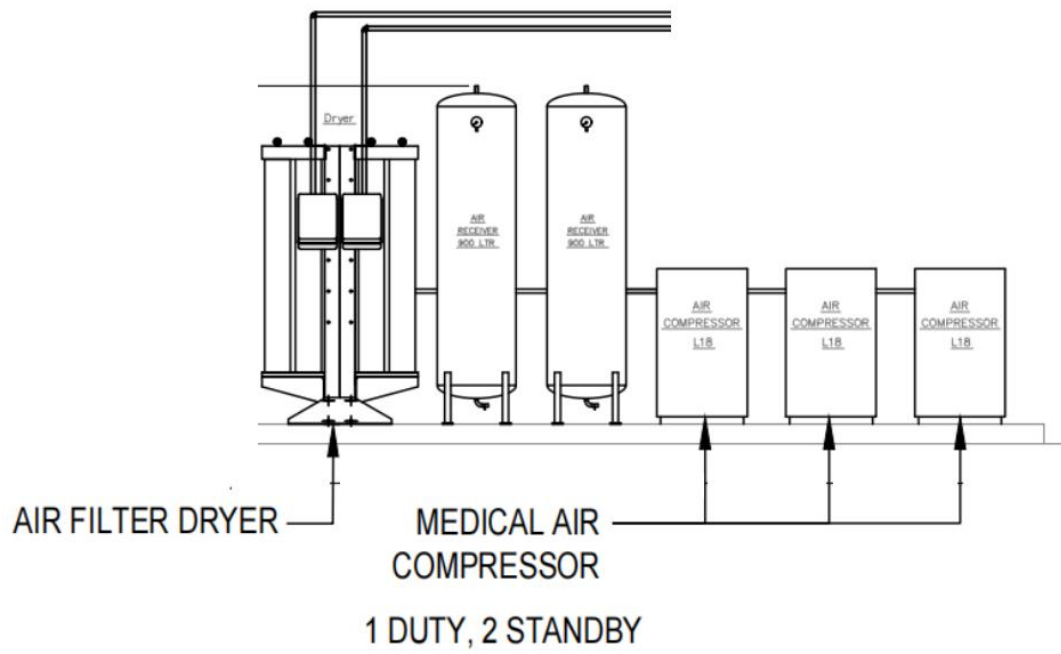 Dryer
AIR
RECEIVER
900 LTR
AIR
RECEIVER
900 LTR
AIR
COMPRESSOR
L18
AIR
COMPRESSOR
L18
AIR
COMPRESSOR
L18
AIR FILTER DRYER
MEDICAL AIR
COMPRESSOR
1 DUTY, 2 STANDBY